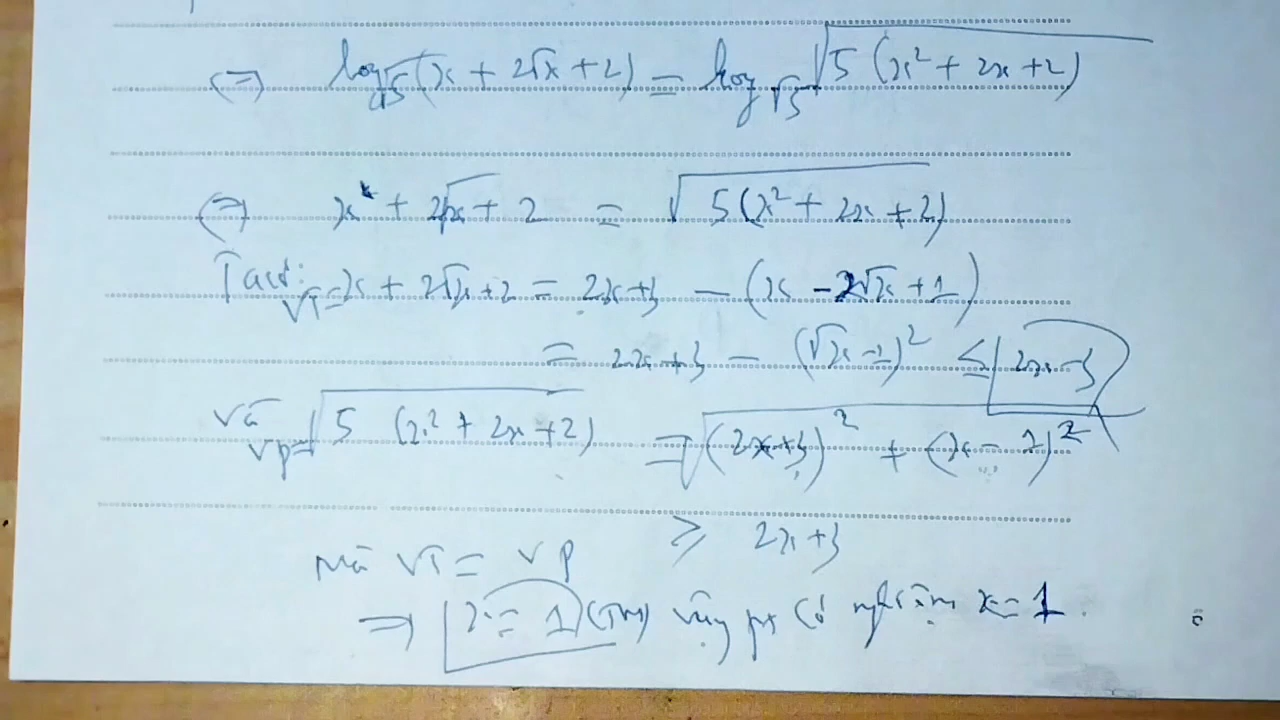 ⇔ log√5 (x + 2√x + 2) = log√5 √5(x² + 2x + 2)
⇔ x + 2√x + 2 = √5(x² + 2x + 2)
Ta có: VT = x + 2√x + 2 = 2x + 3 − (x − 2√x + 1)
= 2x + 3 − (√x − 1)² ≤ 2x − 3
Và VP = √5(x² + 2x + 2) = √(2x + 3)² + (x − 1)²
≥ 2x + 3
Mà VT = VP
⇒ x = 1 (TM) vậy pt có nghiệm x = 1.